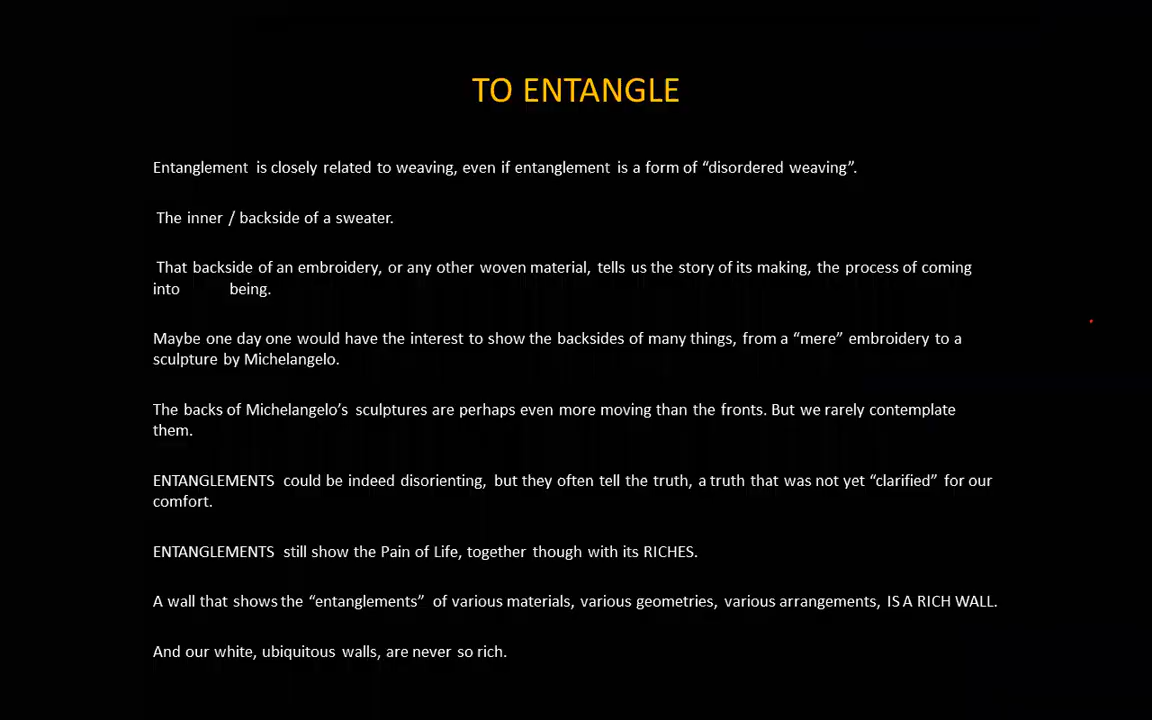 TO ENTANGLE
Entanglement is closely related to weaving, even if entanglement is a form of “disordered weaving”.
The inner / backside of a sweater.
That backside of an embroidery, or any other woven material, tells us the story of its making, the process of coming
into being.
Maybe one day one would have the interest to show the backsides of many things, from a “mere” embroidery to a
sculpture by Michelangelo.
The backs of Michelangelo’s sculptures are perhaps even more moving than the fronts. But we rarely contemplate
them.
ENTANGLEMENTS could be indeed disorienting, but they often tell the truth, a truth that was not yet “clarified” for our
comfort.
ENTANGLEMENTS still show the Pain of Life, together though with its RICHES.
A wall that shows the “entanglements” of various materials, various geometries, various arrangements, IS A RICH WALL.
And our white, ubiquitous walls, are never so rich.